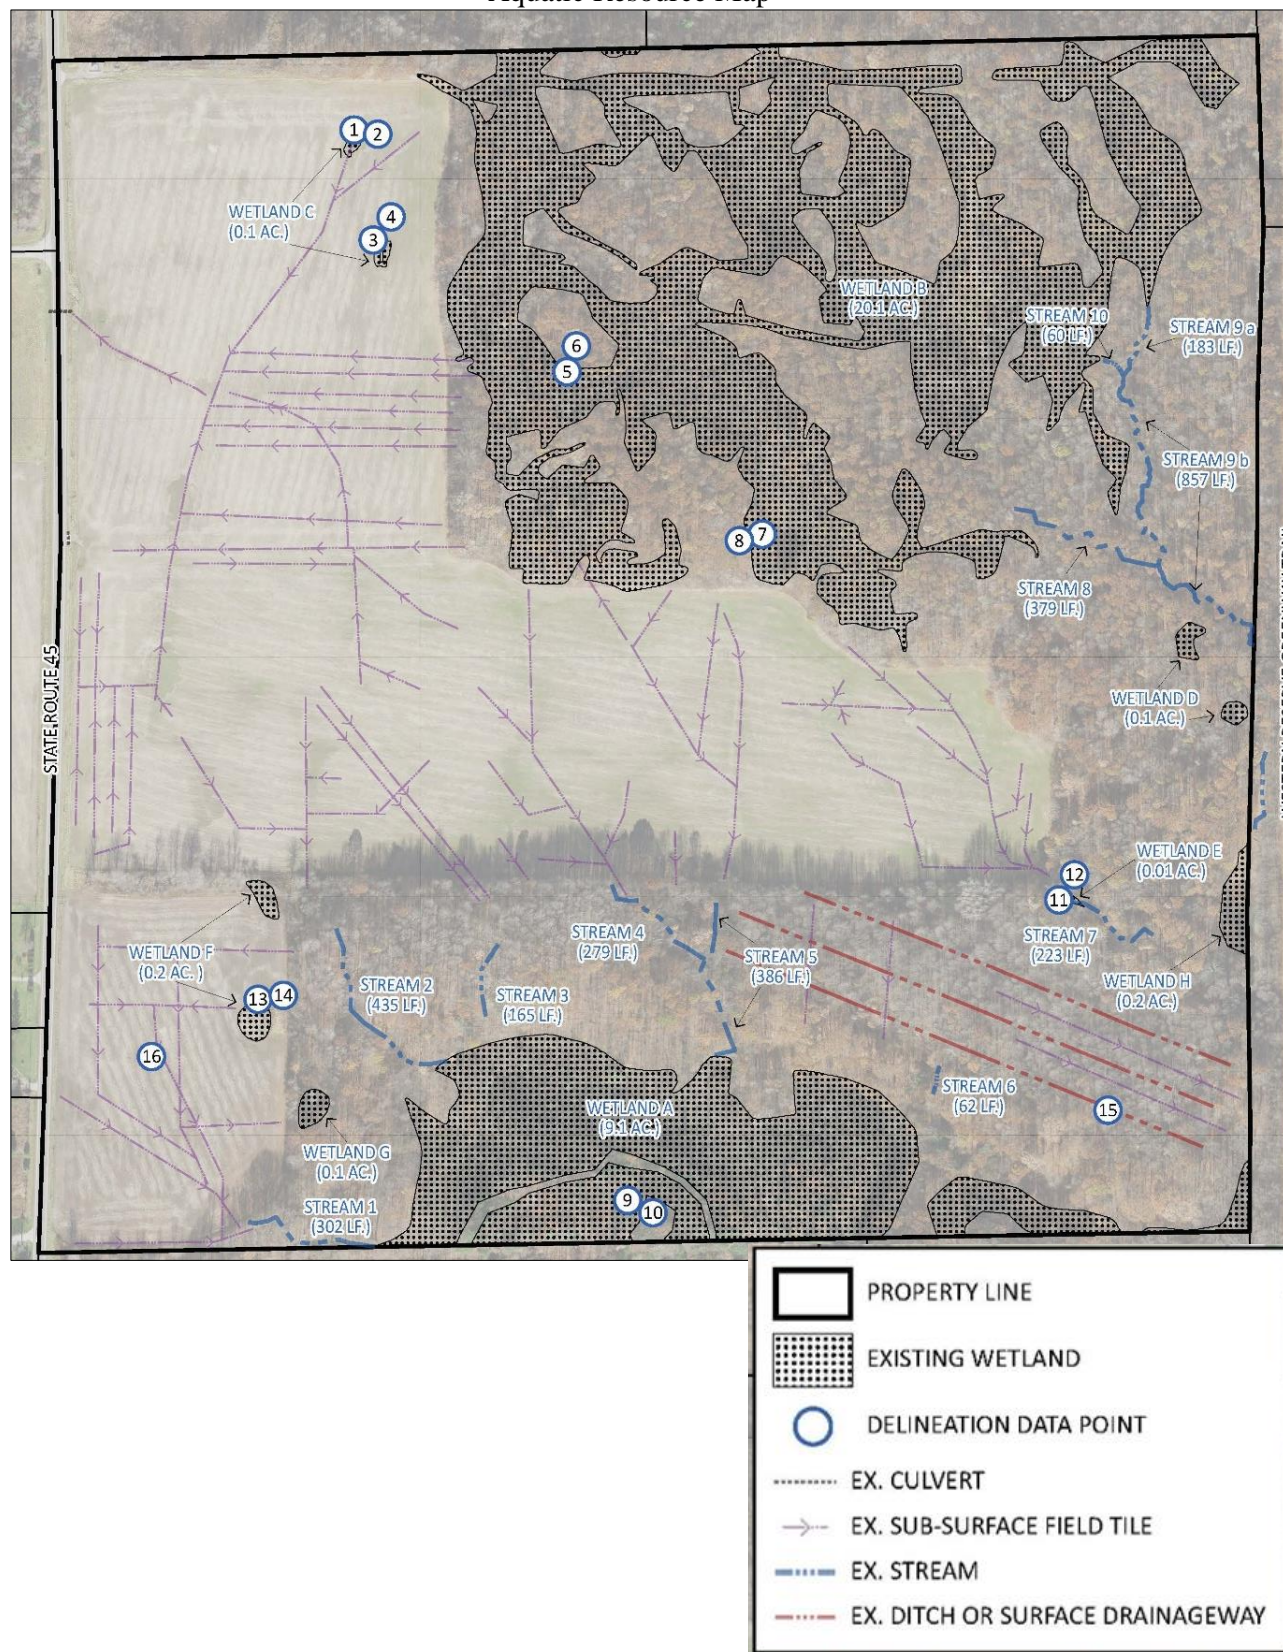 Aquatic Resource Map
1
2
WETLAND C
(0.1 AC.)
4
3
WETLAND B
(20.1 AC.)
STREAM 10
(60 LF.)
STREAM 9 a
(183 LF.)
6
5
STREAM 9 b
(857 LF.)
8
7
STREAM 8
(379 LF.)
STATE ROUTE 45
WETLAND D
(0.1 AC.)
WETLAND E
(0.01 AC.)
12
11
STREAM 4
(279 LF.)
STREAM 7
(223 LF.)
WETLAND F
(0.2 AC. )
STREAM 5
(386 LF.)
WETLAND H
(0.2 AC.)
STREAM 2
(435 LF.)
STREAM 3
(165 LF.)
13
14
16
STREAM 6
(62 LF.)
WETLAND A
(9.1 AC.)
15
WETLAND G
(0.1 AC.)
STREAM 1
(302 LF.)
9
10
PROPERTY LINE
EXISTING WETLAND
DELINEATION DATA POINT
EX. CULVERT
EX. SUB-SURFACE FIELD TILE
EX. STREAM
EX. DITCH OR SURFACE DRAINAGEWAY